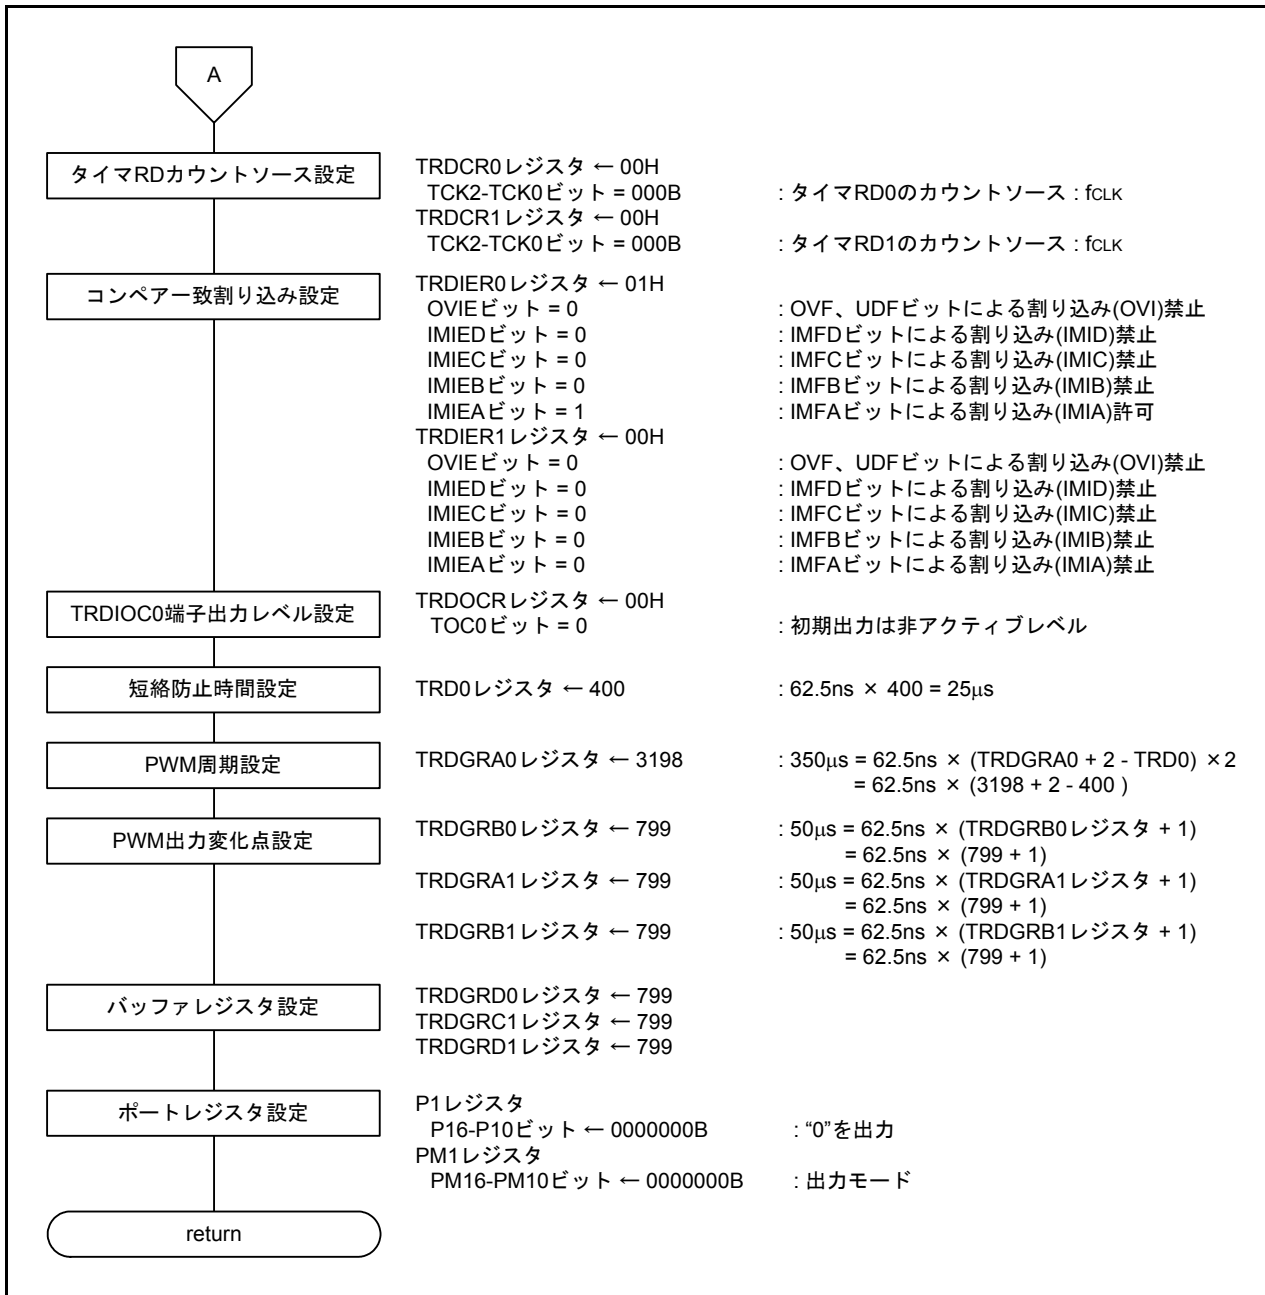 A
タイマRDカウントソース設定
TRDCR0レジスタ ← 00H
TCK2-TCK0ビット = 000B : タイマRD0のカウントソース : fCLK
TRDCR1レジスタ ← 00H
TCK2-TCK0ビット = 000B : タイマRD1のカウントソース : fCLK
コンペアー致割り込み設定
TRDIER0レジスタ ← 01H
OVIEビット = 0 : OVF、UDFビットによる割り込み(OVI)禁止
IMIEDビット = 0 : IMFDビットによる割り込み(IMID)禁止
IMIECビット = 0 : IMFCビットによる割り込み(IMIC)禁止
IMIEBビット = 0 : IMFBビットによる割り込み(IMIB)禁止
IMIEAビット = 1 : IMFAビットによる割り込み(IMIA)許可
TRDIER1レジスタ ← 00H
OVIEビット = 0 : OVF、UDFビットによる割り込み(OVI)禁止
IMIEDビット = 0 : IMFDビットによる割り込み(IMID)禁止
IMIECビット = 0 : IMFCビットによる割り込み(IMIC)禁止
IMIEBビット = 0 : IMFBビットによる割り込み(IMIB)禁止
IMIEAビット = 0 : IMFAビットによる割り込み(IMIA)禁止
TRDIOC0端子出力レベル設定
TRDOCRレジスタ ← 00H
TOC0ビット = 0 : 初期出力は非アクティブレベル
短絡防止時間設定
TRD0レジスタ ← 400 : 62.5ns × 400 = 25μs
PWM周期設定
TRDGRA0レジスタ ← 3198 : 350μs = 62.5ns × (TRDGRA0 + 2 - TRD0) ×2
= 62.5ns × (3198 + 2 - 400 )
PWM出力変化点設定
TRDGRB0レジスタ ← 799 : 50μs = 62.5ns × (TRDGRB0レジスタ + 1)
= 62.5ns × (799 + 1)
TRDGRA1レジスタ ← 799 : 50μs = 62.5ns × (TRDGRA1レジスタ + 1)
= 62.5ns × (799 + 1)
TRDGRB1レジスタ ← 799 : 50μs = 62.5ns × (TRDGRB1レジスタ + 1)
= 62.5ns × (799 + 1)
バッファレジスタ設定
TRDGRD0レジスタ ← 799
TRDGRC1レジスタ ← 799
TRDGRD1レジスタ ← 799
ポートレジスタ設定
P1レジスタ
P16-P10ビット ← 0000000B : “0”を出力
PM1レジスタ
PM16-PM10ビット ← 0000000B : 出力モード
return